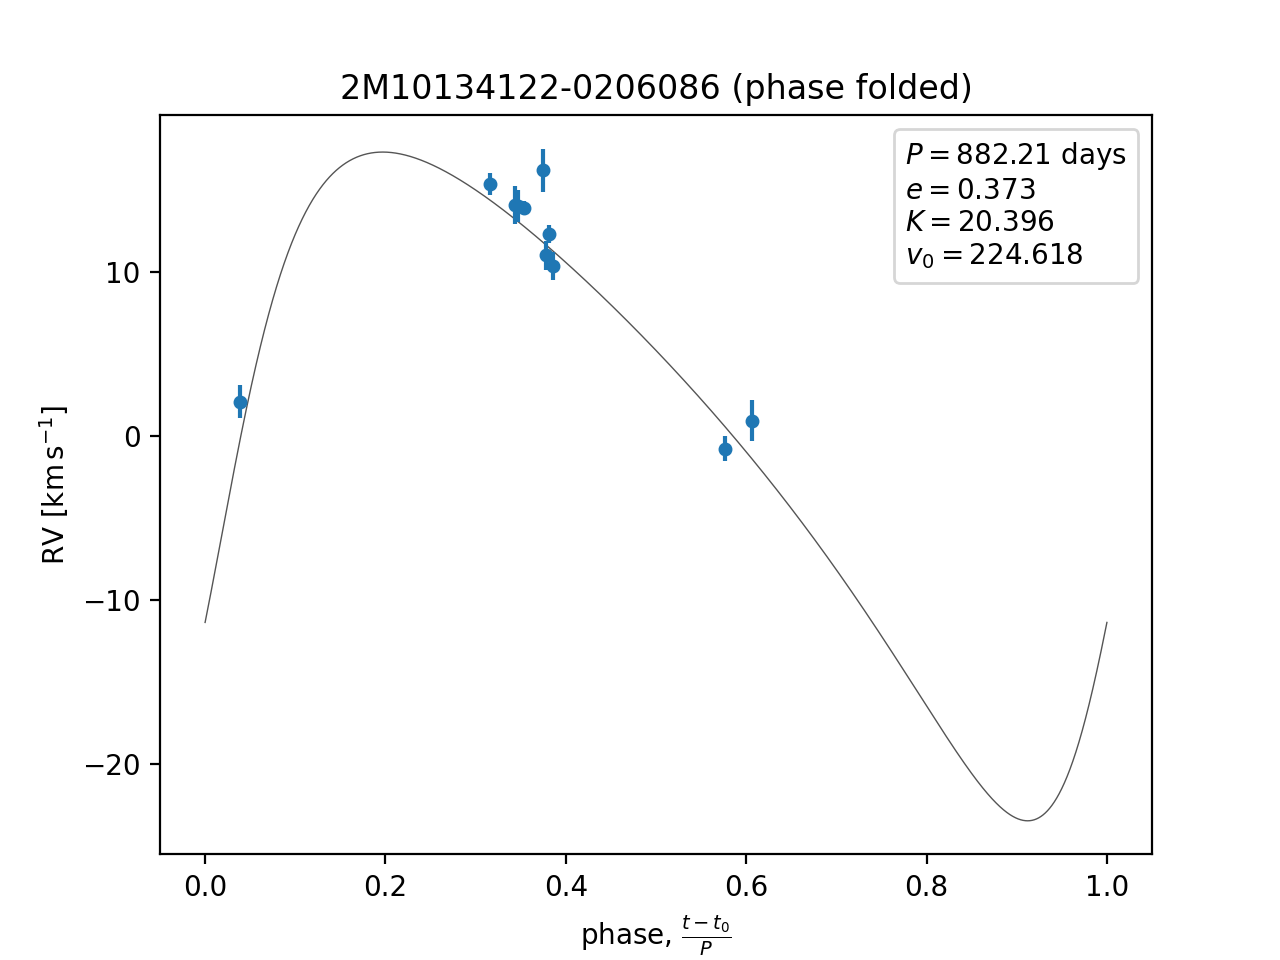 2M10134122-0206086 (phase folded)
P = 882.21 days
e = 0.373
K = 20.396
v₀ = 224.618
10
0
−10
−20
RV [km s⁻¹]
0.0 0.2 0.4 0.6 0.8 1.0
phase, (t − t₀)/P